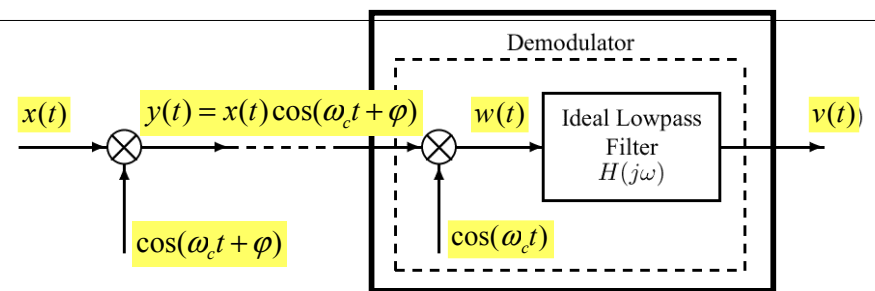 Demodulator
x(t)
y(t) = x(t)cos(ω_c t + φ)
w(t)
Ideal Lowpass
Filter
H(jω)
v(t))
cos(ω_c t + φ)
cos(ω_c t)